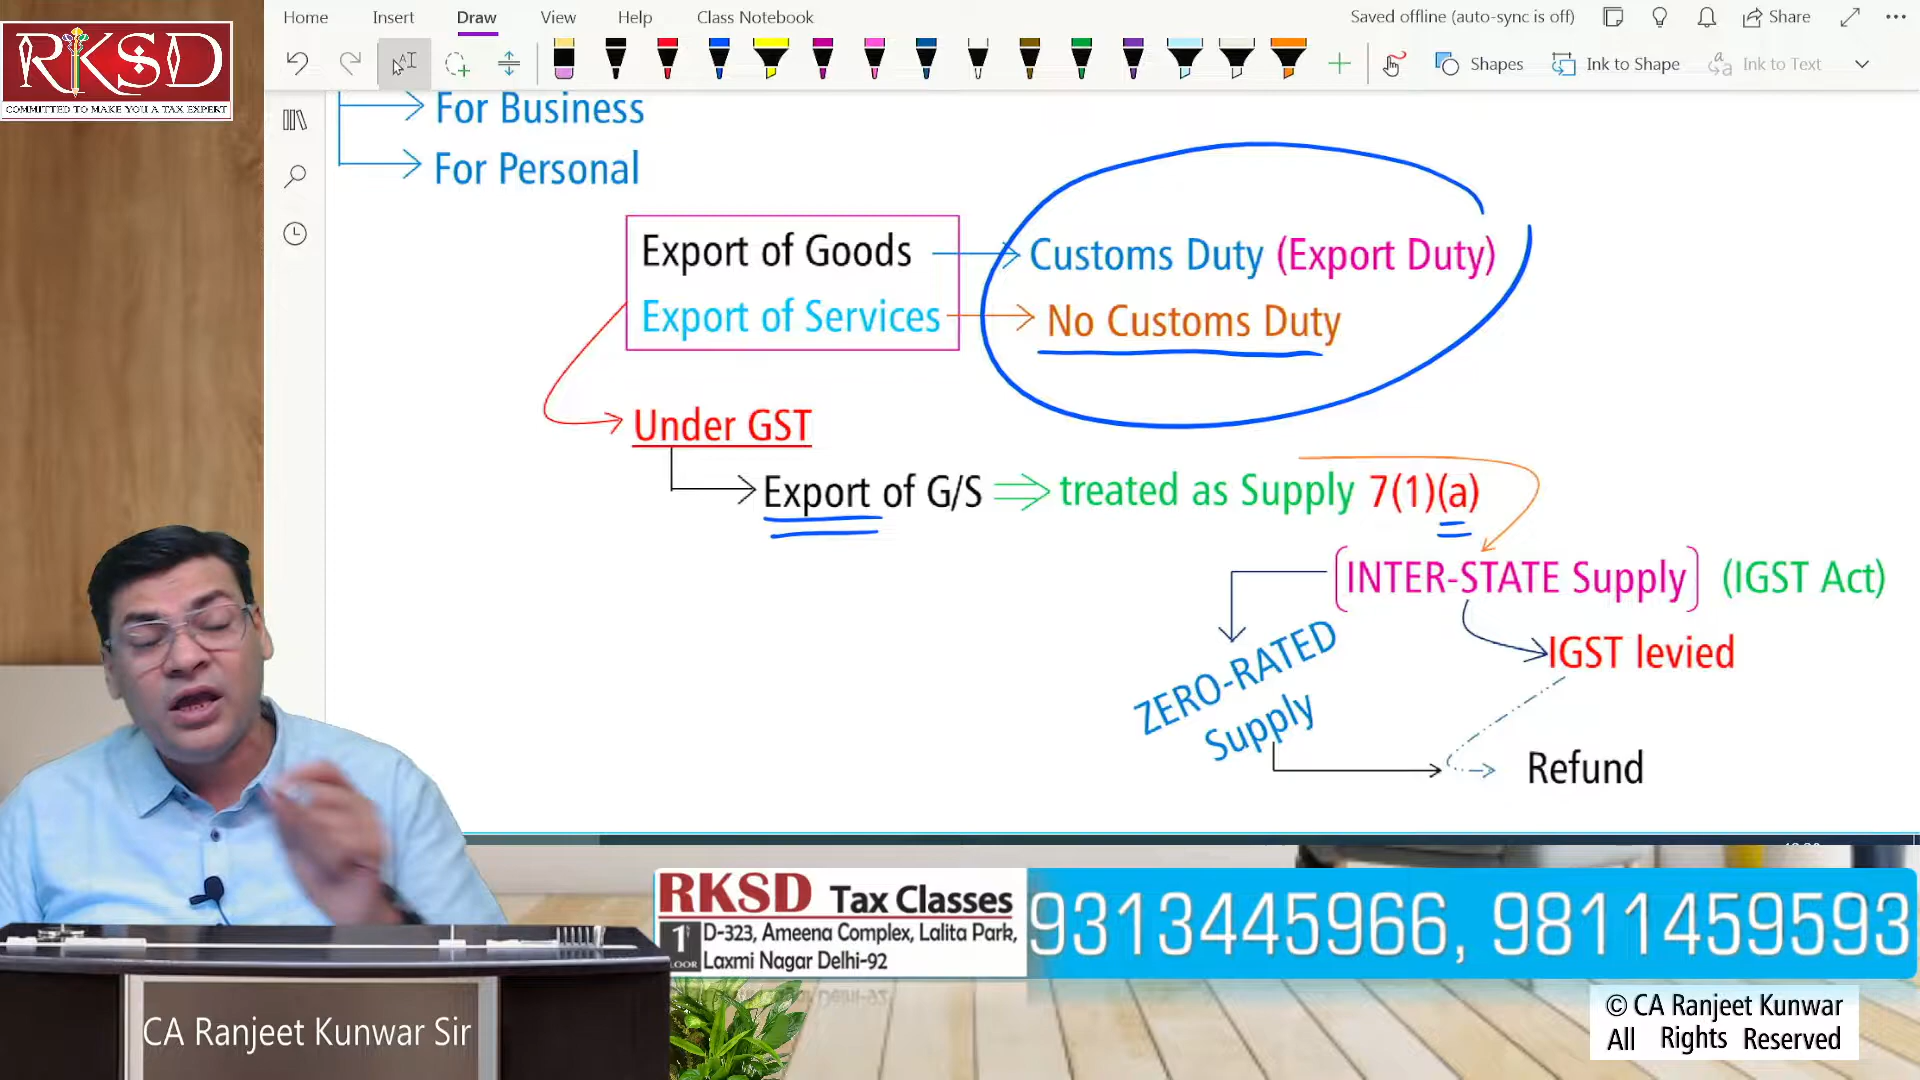 RKSD
COMMITTED TO MAKE YOU A TAX EXPERT
Home Insert Draw View Help Class Notebook
Saved offline (auto-sync is off) Share
Shapes Ink to Shape Ink to Text
For Business
For Personal
Export of Goods Customs Duty (Export Duty)
Export of Services No Customs Duty
Under GST
Export of G/S treated as Supply 7(1)(a)
[INTER-STATE Supply] (IGST Act)
IGST levied
ZERO-RATED
Supply
Refund
RKSD Tax Classes
D-323, Ameena Complex, Lalita Park,
Laxmi Nagar Delhi-92
9313445966, 9811459593
CA Ranjeet Kunwar Sir
© CA Ranjeet Kunwar
All Rights Reserved